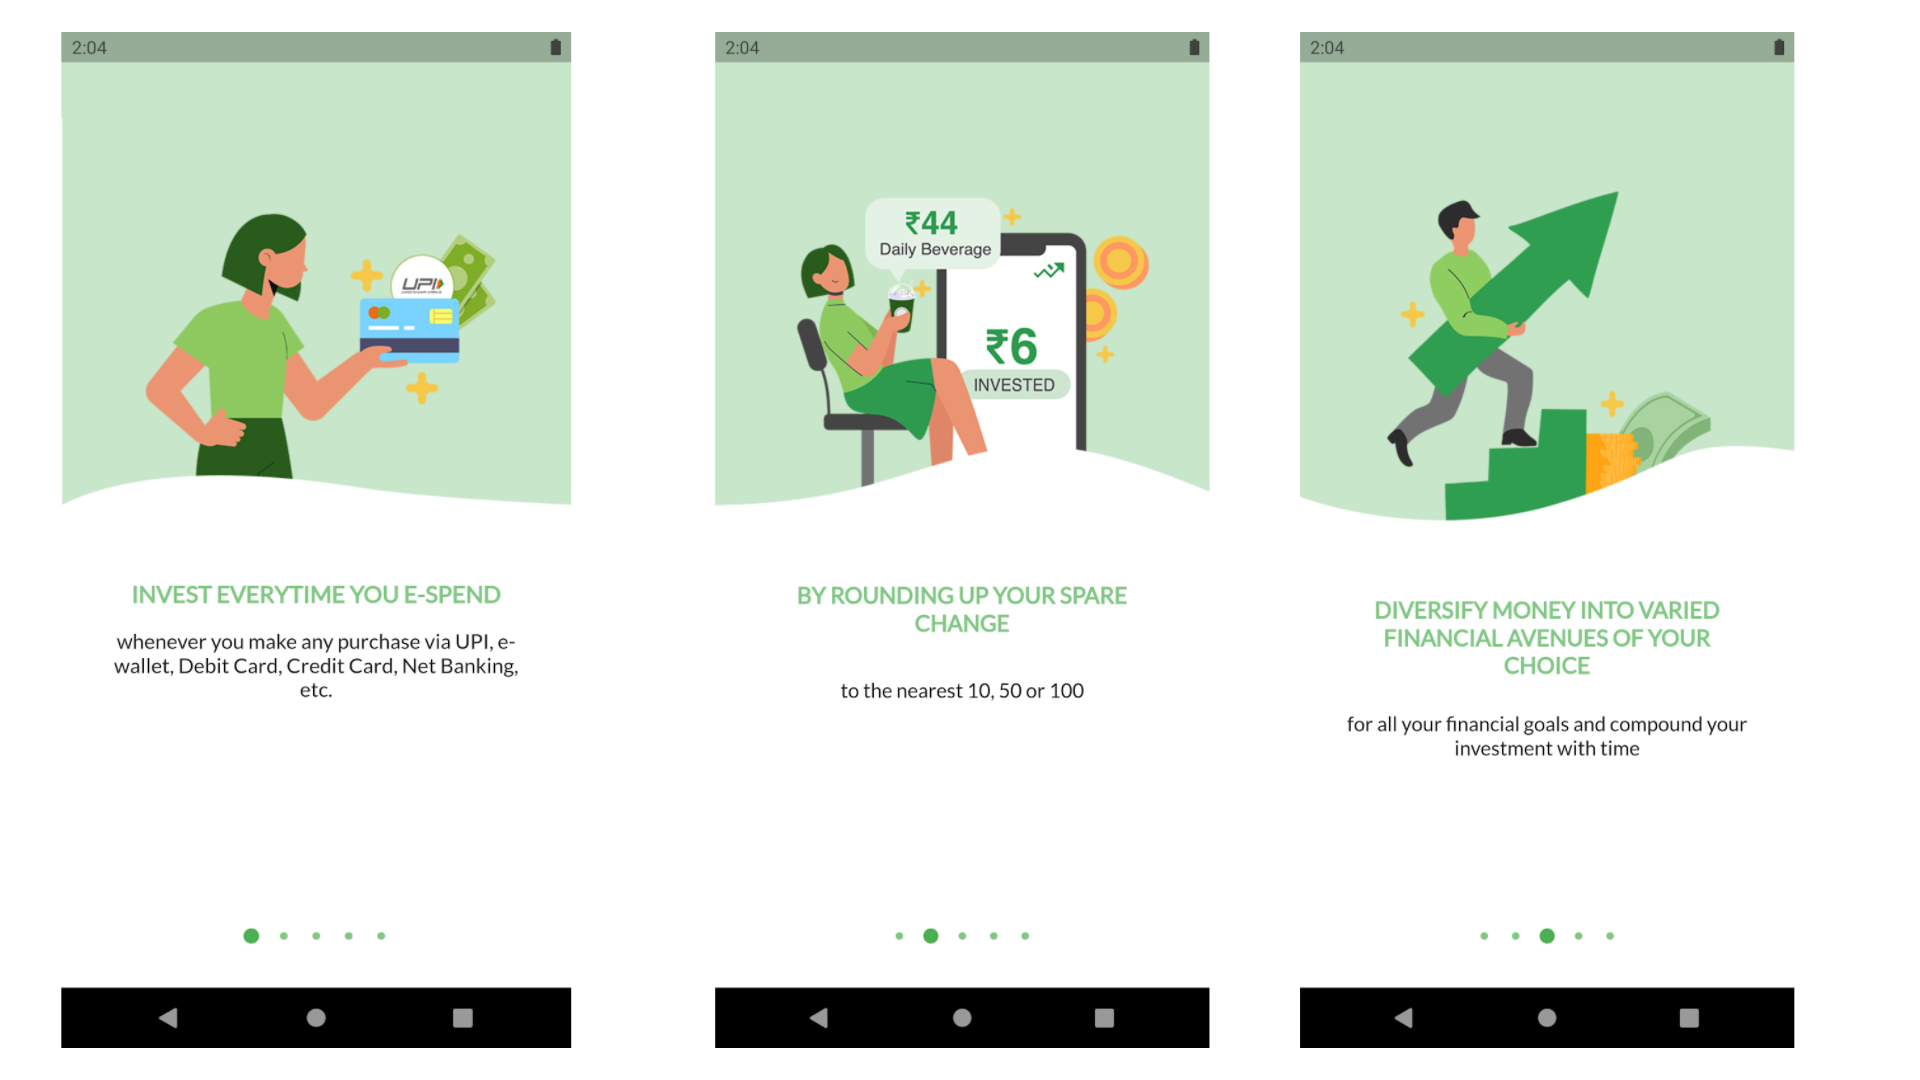 2:04
UPI
INVEST EVERYTIME YOU E-SPEND
whenever you make any purchase via UPI, e-
wallet, Debit Card, Credit Card, Net Banking,
etc.
2:04
₹44
Daily Beverage
₹6
INVESTED
BY ROUNDING UP YOUR SPARE
CHANGE
to the nearest 10, 50 or 100
2:04
DIVERSIFY MONEY INTO VARIED
FINANCIAL AVENUES OF YOUR
CHOICE
for all your financial goals and compound your
investment with time